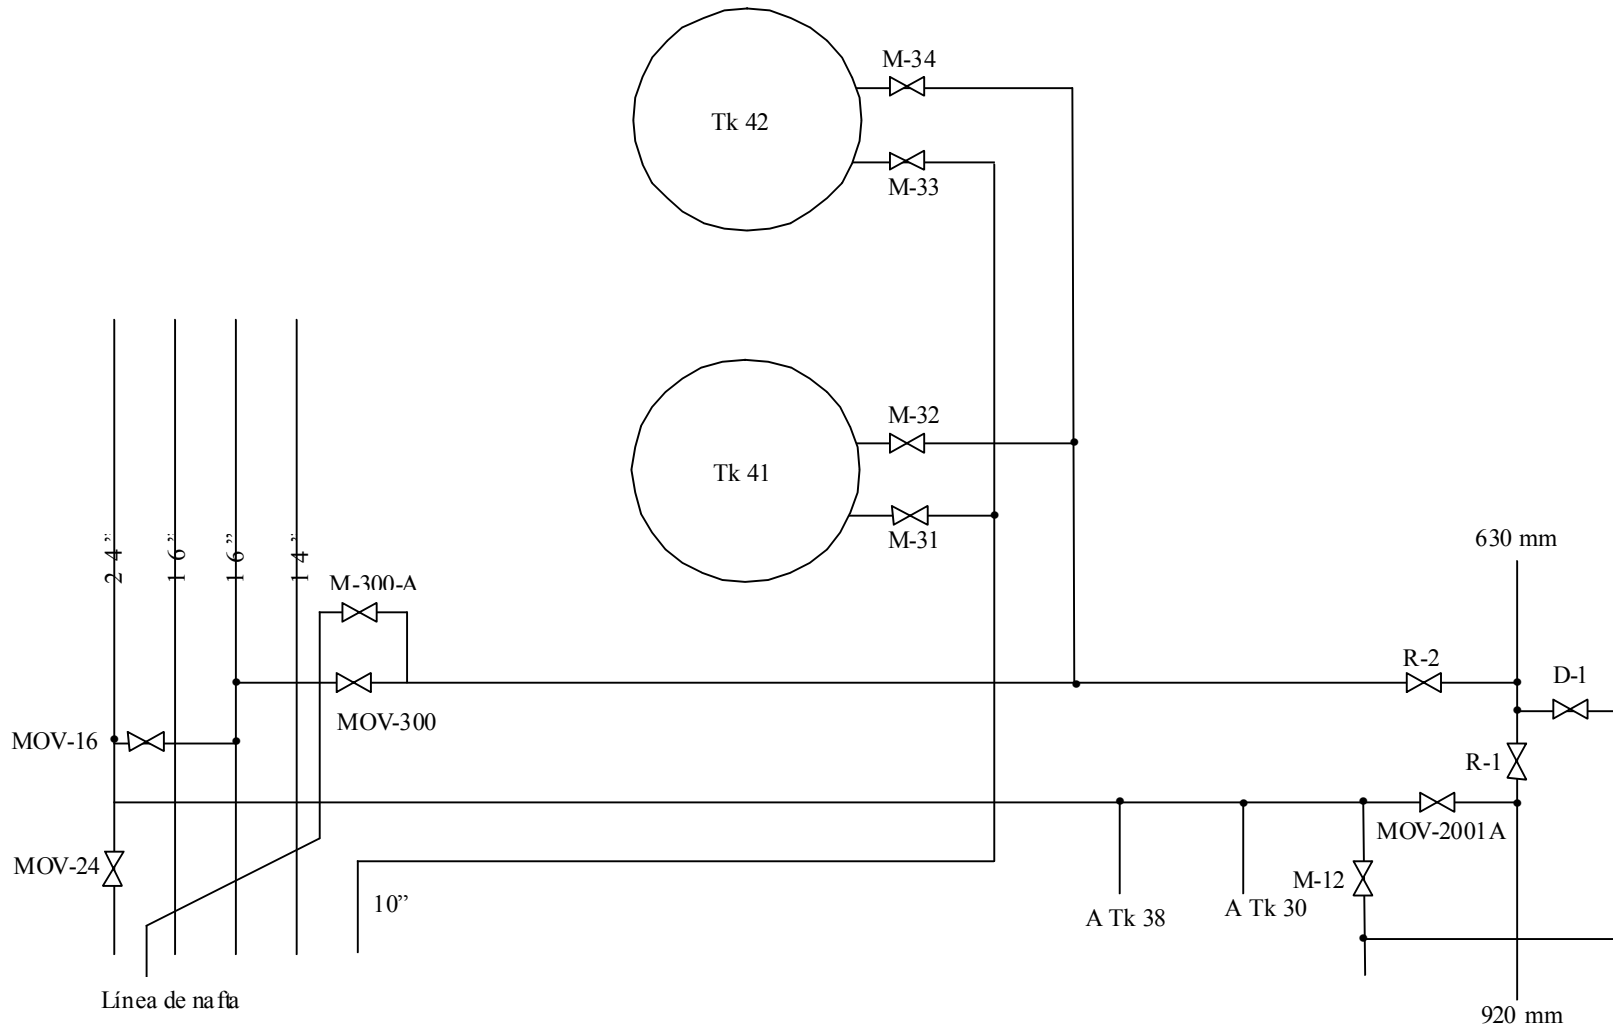 M-34
Tk 42
M-33
M-32
Tk 41
M-31
630 mm
24”
16”
16”
14”
M-300-A
R-2
D-1
MOV-300
MOV-16
R-1
MOV-2001A
MOV-24
M-12
10”
A Tk 38
A Tk 30
Línea de nafta
920 mm